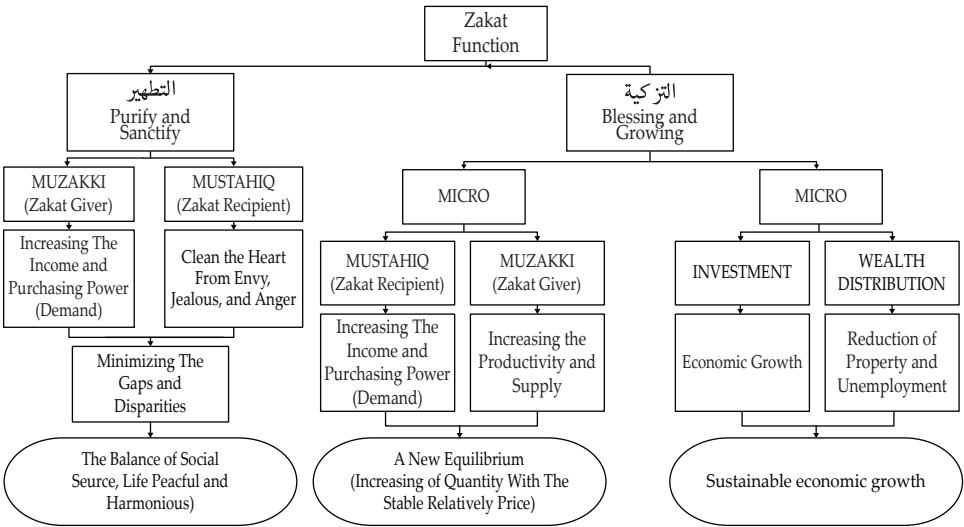 Zakat
Function
التطهير
Purify and
Sanctify
التزكية
Blessing and
Growing
MUZAKKI
(Zakat Giver)
MUSTAHIQ
(Zakat Recipient)
MICRO
MICRO
Increasing The
Income and
Purchasing Power
(Demand)
Clean the Heart
From Envy,
Jealous, and Anger
MUSTAHIQ
(Zakat Recipient)
MUZAKKI
(Zakat Giver)
INVESTMENT
WEALTH
DISTRIBUTION
Minimizing The
Gaps and
Disparities
Increasing The
Income and
Purchasing Power
(Demand)
Increasing the
Productivity and
Supply
Economic Growth
Reduction of
Property and
Unemployment
The Balance of Social
Seurce, Life Peacful and
Harmonious)
A New Equilibrium
(Increasing of Quantity With The
Stable Relatively Price)
Sustainable economic growth